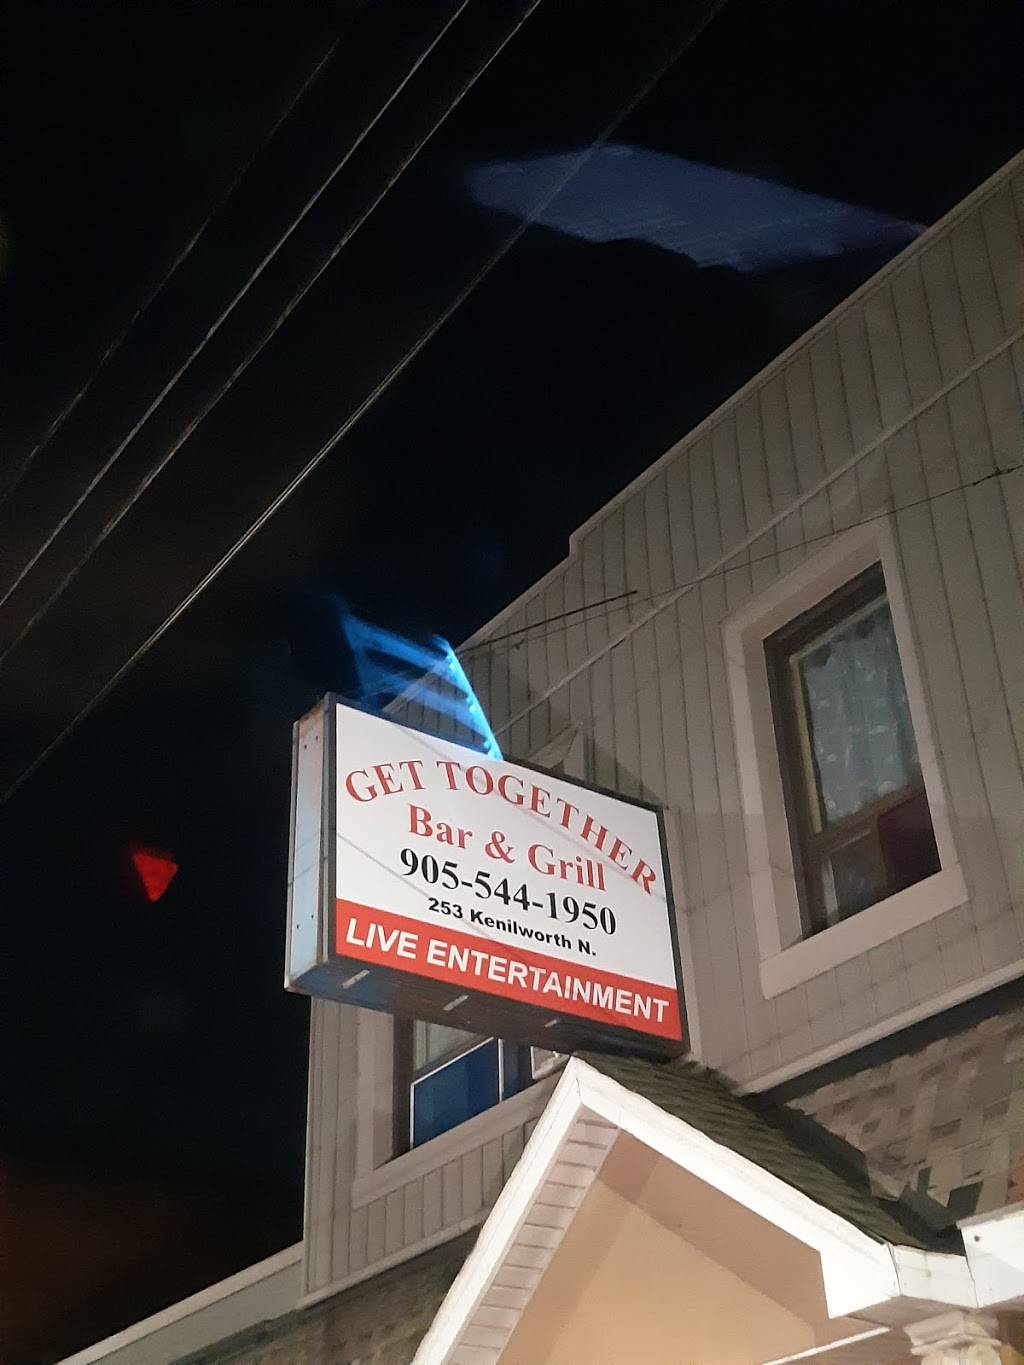 GET TOGETHER
Bar & Grill
905-544-1950
253 Kenilworth N.
LIVE ENTERTAINMENT